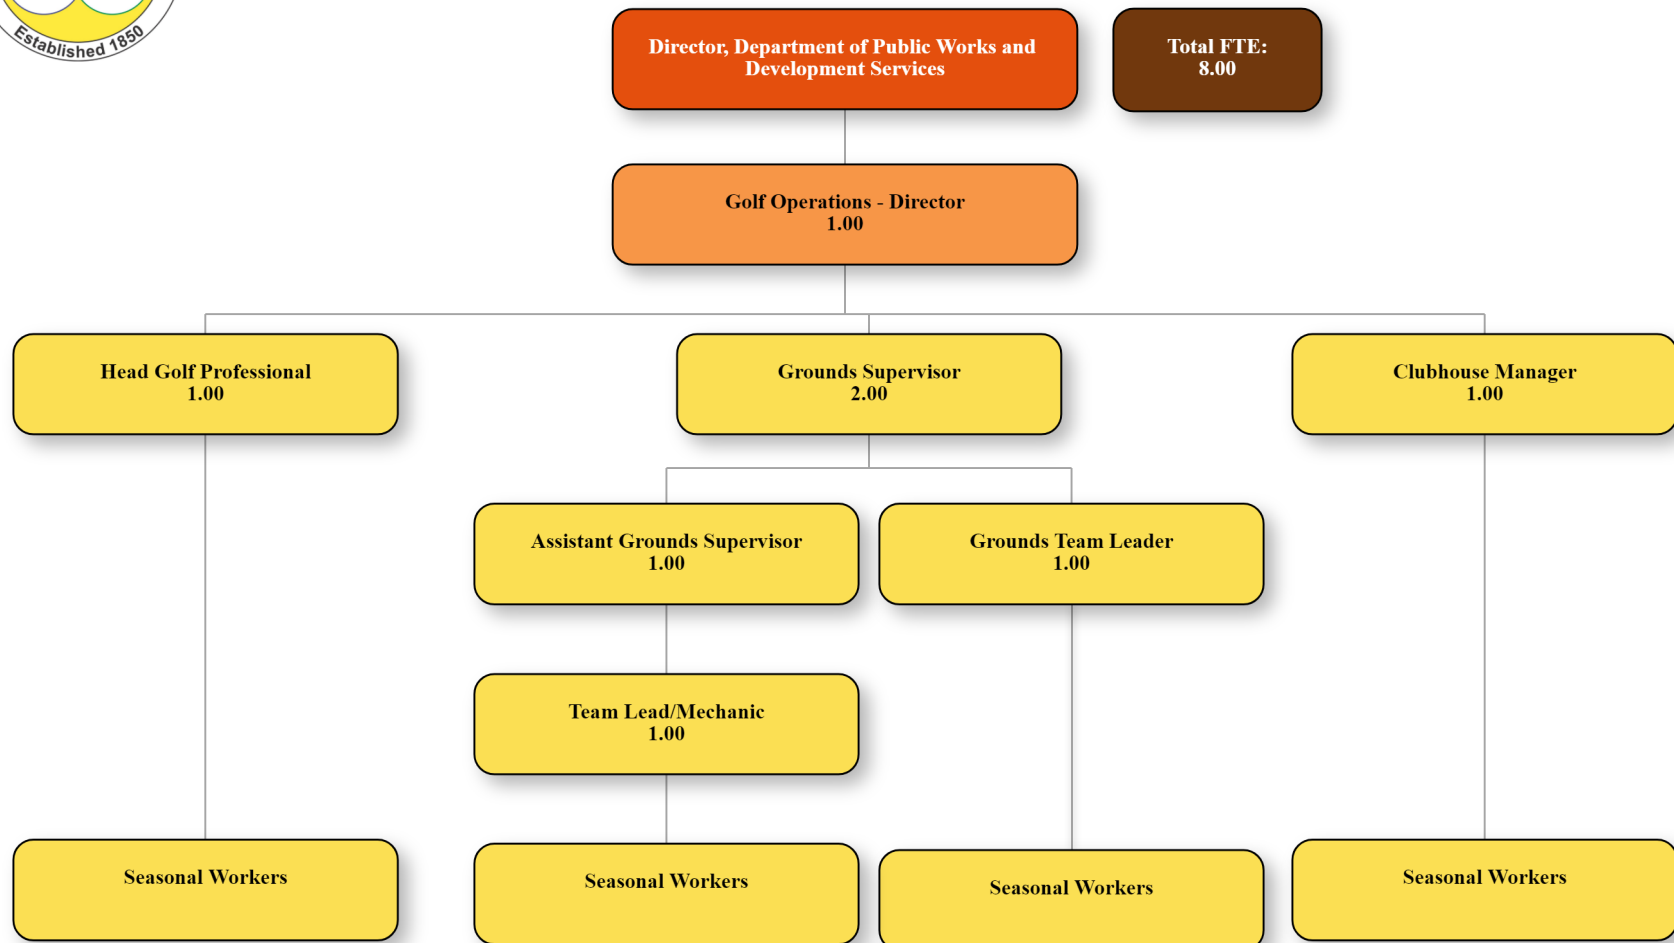 Established 1850
Director, Department of Public Works and
Development Services
Total FTE:
8.00
Golf Operations - Director
1.00
Head Golf Professional
1.00
Grounds Supervisor
2.00
Clubhouse Manager
1.00
Assistant Grounds Supervisor
1.00
Grounds Team Leader
1.00
Team Lead/Mechanic
1.00
Seasonal Workers
Seasonal Workers
Seasonal Workers
Seasonal Workers